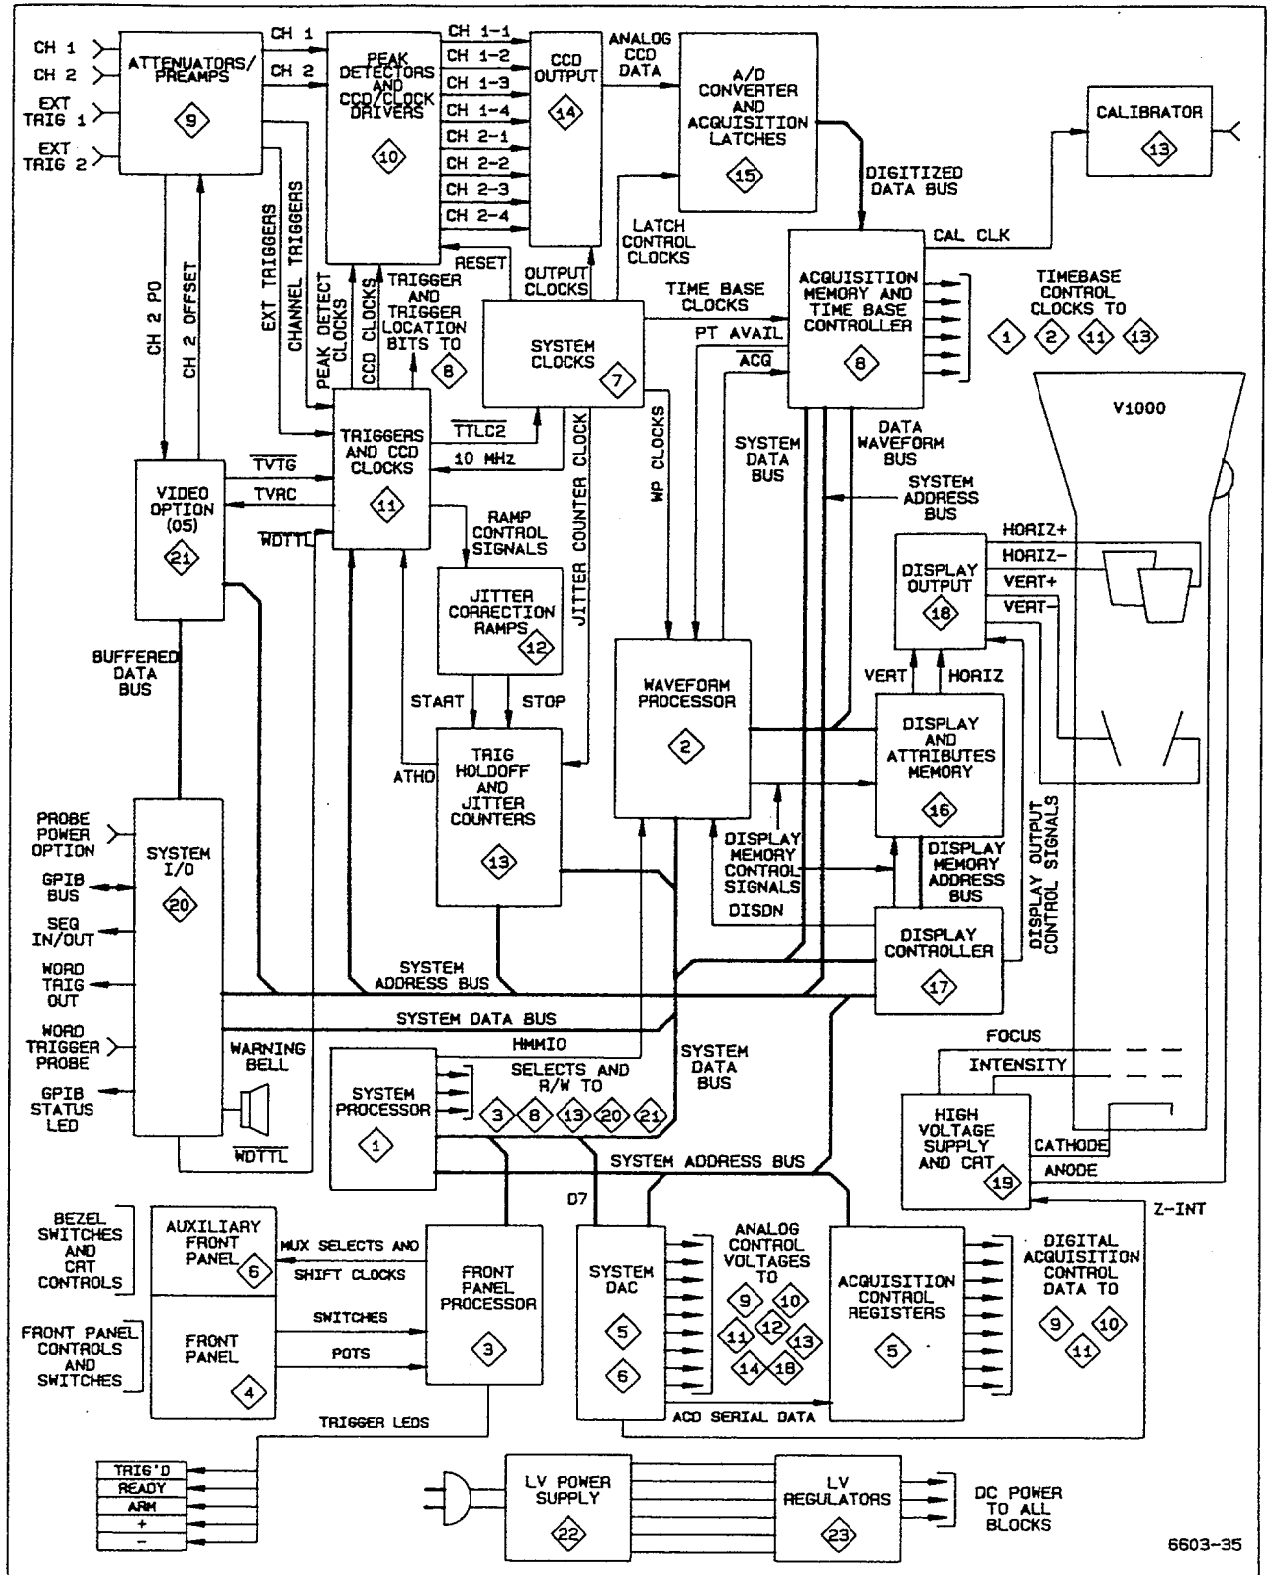 CH 1
CH 2
EXT
TRIG 1
EXT
TRIG 2
ATTENUATORS/
PREAMPS
9
CH 1
CH 2
PEAK
DETECTORS
AND
CCD/CLOCK
DRIVERS
10
CH 1-1
CH 1-2
CH 1-3
CH 1-4
CH 2-1
CH 2-2
CH 2-3
CH 2-4
CCD
OUTPUT
14
ANALOG
CCD
DATA
A/D
CONVERTER
AND
ACQUISITION
LATCHES
15
DIGITIZED
DATA BUS
CALIBRATOR
13
CAL CLK
CH 2 PO
CH 2 OFFSET
EXT TRIGGERS
CHANNEL TRIGGERS
PEAK DETECT
CLOCKS
CCD CLOCKS
TRIGGER
AND
TRIGGER
LOCATION
BITS TO
8
RESET
OUTPUT
CLOCKS
LATCH
CONTROL
CLOCKS
SYSTEM
CLOCKS
7
TIME BASE
CLOCKS
PT AVAIL
ACQ
ACQUISITION
MEMORY AND
TIME BASE
CONTROLLER
8
TIMEBASE
CONTROL
CLOCKS TO
1 2 11 13
V1000
TRIGGERS
AND CCD
CLOCKS
11
TTLC2
10 MHz
JITTER COUNTER CLOCK
WP CLOCKS
SYSTEM
DATA
BUS
DATA
WAVEFORM
BUS
SYSTEM
ADDRESS
BUS
VIDEO
OPTION
(05)
21
TVTG
TVRC
WDTTL
RAMP
CONTROL
SIGNALS
JITTER
CORRECTION
RAMPS
12
START
STOP
DISPLAY
OUTPUT
18
HORIZ+
HORIZ-
VERT+
VERT-
VERT
HORIZ
BUFFERED
DATA
BUS
WAVEFORM
PROCESSOR
2
DISPLAY
AND
ATTRIBUTES
MEMORY
16
TRIG
HOLDOFF
AND
JITTER
COUNTERS
13
ATHO
DISPLAY
MEMORY
CONTROL
SIGNALS
DISPLAY
MEMORY
ADDRESS
BUS
DISPLAY OUTPUT
CONTROL SIGNALS
DISDN
DISPLAY
CONTROLLER
17
PROBE
POWER
OPTION
GPIB
BUS
SEQ
IN/OUT
WORD
TRIG
OUT
WORD
TRIGGER
PROBE
GPIB
STATUS
LED
SYSTEM
I/O
20
SYSTEM
ADDRESS BUS
SYSTEM DATA BUS
WARNING
BELL
WDTTL
HMMIO
SYSTEM
PROCESSOR
1
SELECTS AND
R/W TO
3 8 13 20 21
SYSTEM
DATA
BUS
SYSTEM ADDRESS BUS
D7
FOCUS
INTENSITY
HIGH
VOLTAGE
SUPPLY
AND CRT
19
CATHODE
ANODE
Z-INT
BEZEL
SWITCHES
AND
CRT
CONTROLS
AUXILIARY
FRONT
PANEL
6
MUX SELECTS AND
SHIFT CLOCKS
FRONT
PANEL
PROCESSOR
3
FRONT PANEL
CONTROLS
AND
SWITCHES
FRONT
PANEL
4
SWITCHES
POTS
TRIGGER LEDS
SYSTEM
DAC
5
6
ANALOG
CONTROL
VOLTAGES
TO
9 10
11 12 13
14 18
ACQUISITION
CONTROL
REGISTERS
5
DIGITAL
ACQUISITION
CONTROL
DATA TO
9 10
11
ACD SERIAL DATA
TRIG'D
READY
ARM
+
-
LV POWER
SUPPLY
22
LV
REGULATORS
23
DC POWER
TO ALL
BLOCKS
6603-35